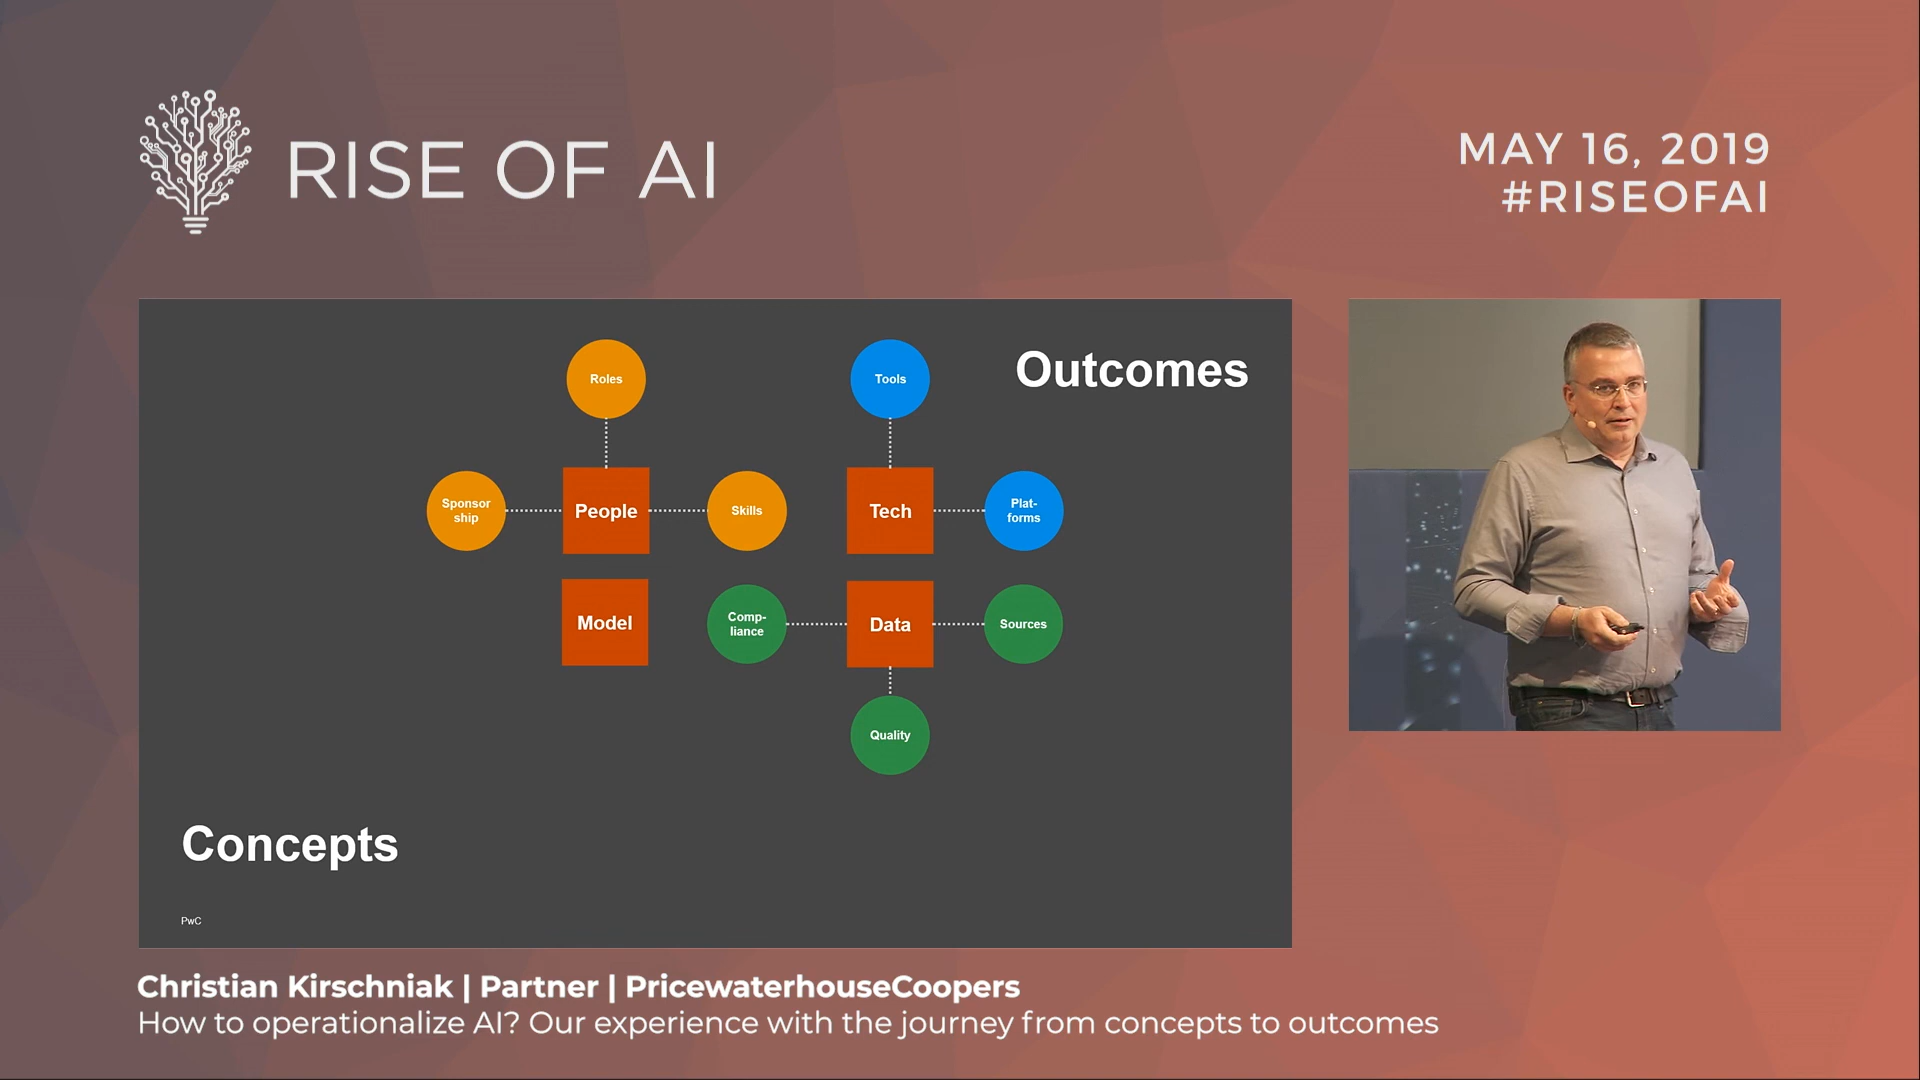 RISE OF AI
MAY 16, 2019
#RISEOFAI
Outcomes
Roles
Tools
Sponsor
ship
People
Skills
Tech
Plat-
forms
Model
Comp-
liance
Data
Sources
Quality
Concepts
PwC
Christian Kirschniak | Partner | PricewaterhouseCoopers
How to operationalize AI? Our experience with the journey from concepts to outcomes